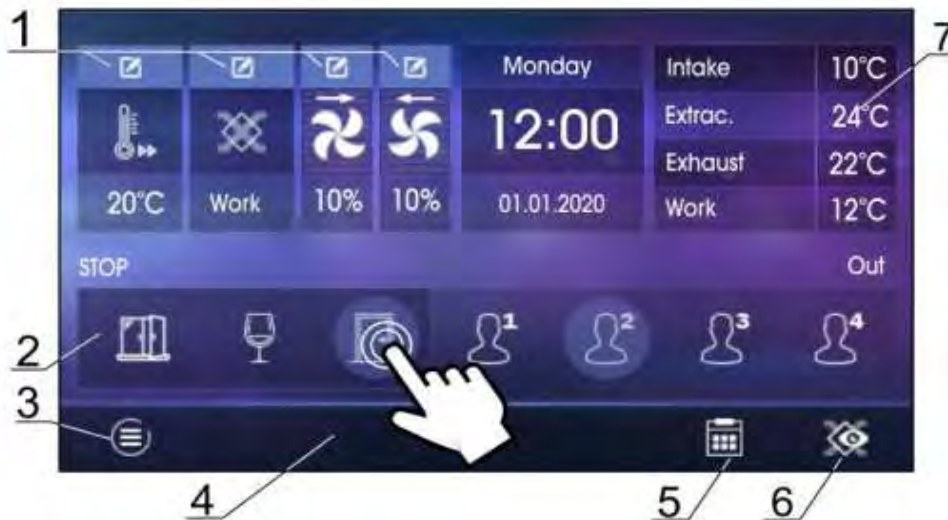 1
7
Monday
Intake 10°C
12:00
Extrac. 24°C
Exhaust 22°C
20°C Work 10% 10% 01.01.2020 Work 12°C
STOP Out
1 2 3 4
2
3
4 5 6